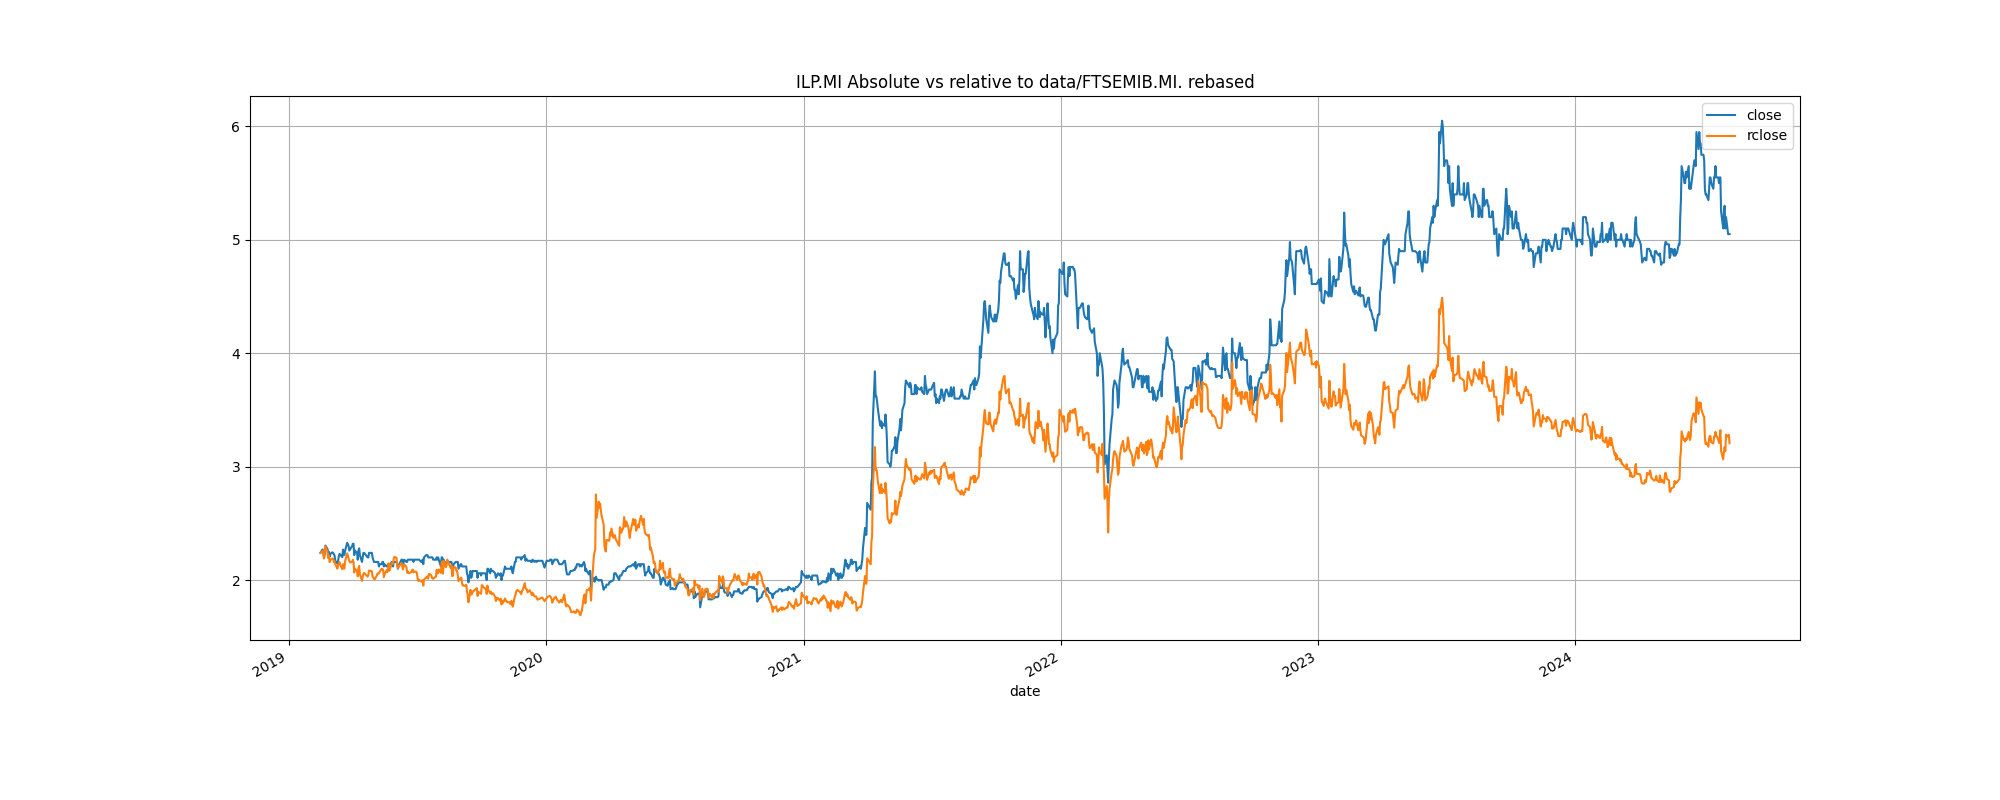 ILP.MI Absolute vs relative to data/FTSEMIB.MI. rebased
close
rclose
6
5
4
3
2
2019
2020
2021
2022
2023
2024
date